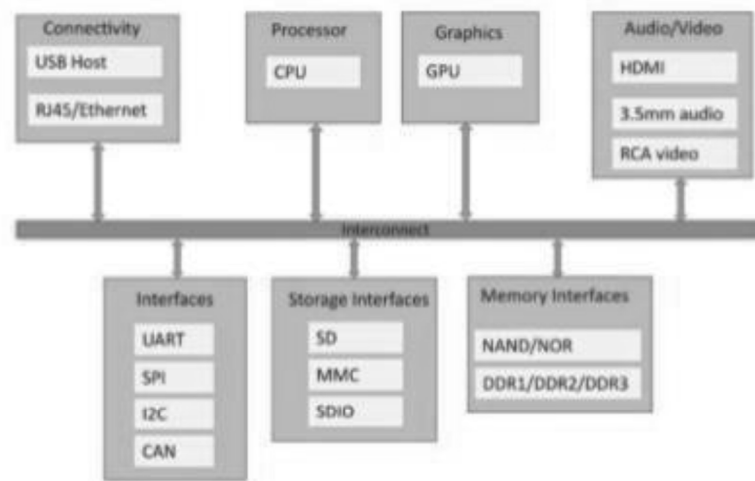 Connectivity
USB Host
RJ45/Ethernet
Processor
CPU
Graphics
GPU
Audio/Video
HDMI
3.5mm audio
RCA video
Interconnect
Interfaces
UART
SPI
I2C
CAN
Storage Interfaces
SD
MMC
SDIO
Memory Interfaces
NAND/NOR
DDR1/DDR2/DDR3